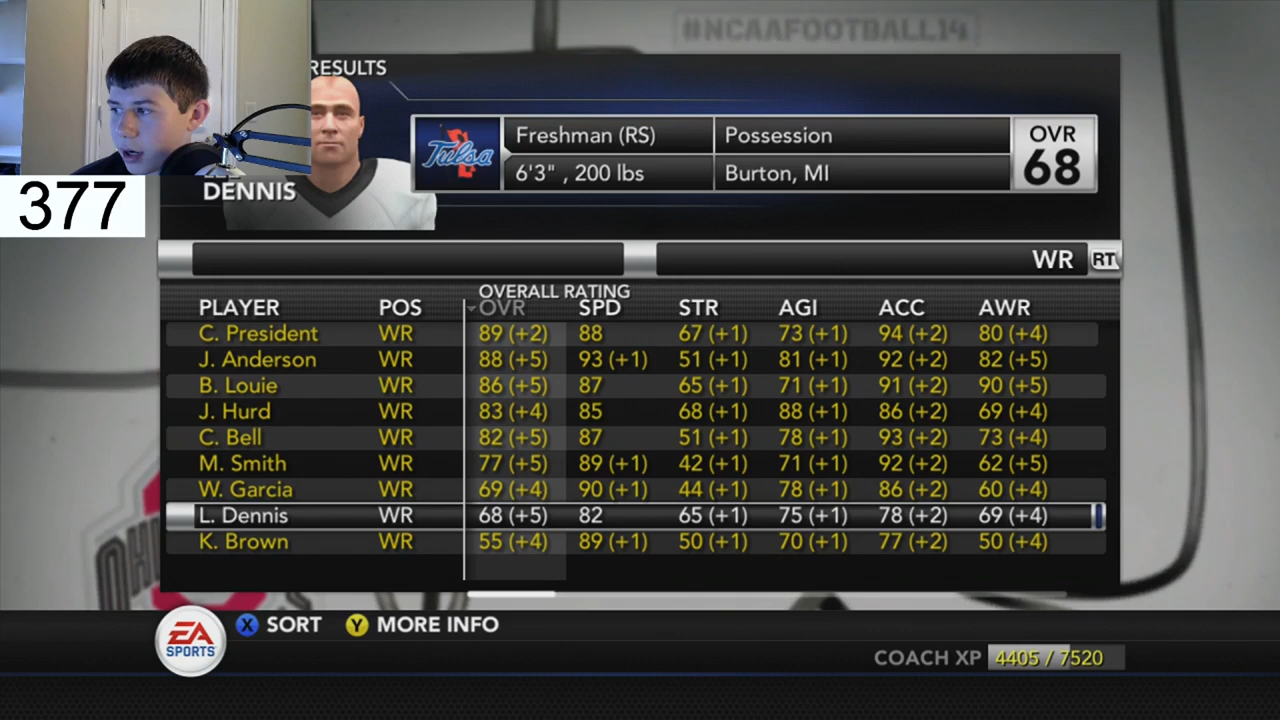 #NCAAFOOTBALL14
RESULTS
Freshman (RS) Possession OVR
Tulsa
6'3" , 200 lbs Burton, MI 68
DENNIS
377
WR RT
OVERALL RATING
PLAYER POS OVR SPD STR AGI ACC AWR
C. President WR 89 (+2) 88 67 (+1) 73 (+1) 94 (+2) 80 (+4)
J. Anderson WR 88 (+5) 93 (+1) 51 (+1) 81 (+1) 92 (+2) 82 (+5)
B. Louie WR 86 (+5) 87 65 (+1) 71 (+1) 91 (+2) 90 (+5)
J. Hurd WR 83 (+4) 85 68 (+1) 88 (+1) 86 (+2) 69 (+4)
C. Bell WR 82 (+5) 87 51 (+1) 78 (+1) 93 (+2) 73 (+4)
M. Smith WR 77 (+5) 89 (+1) 42 (+1) 71 (+1) 92 (+2) 62 (+5)
W. Garcia WR 69 (+4) 90 (+1) 44 (+1) 78 (+1) 86 (+2) 60 (+4)
L. Dennis WR 68 (+5) 82 65 (+1) 75 (+1) 78 (+2) 69 (+4)
K. Brown WR 55 (+4) 89 (+1) 50 (+1) 70 (+1) 77 (+2) 50 (+4)
EA SPORTS X SORT Y MORE INFO
COACH XP 4405 / 7520